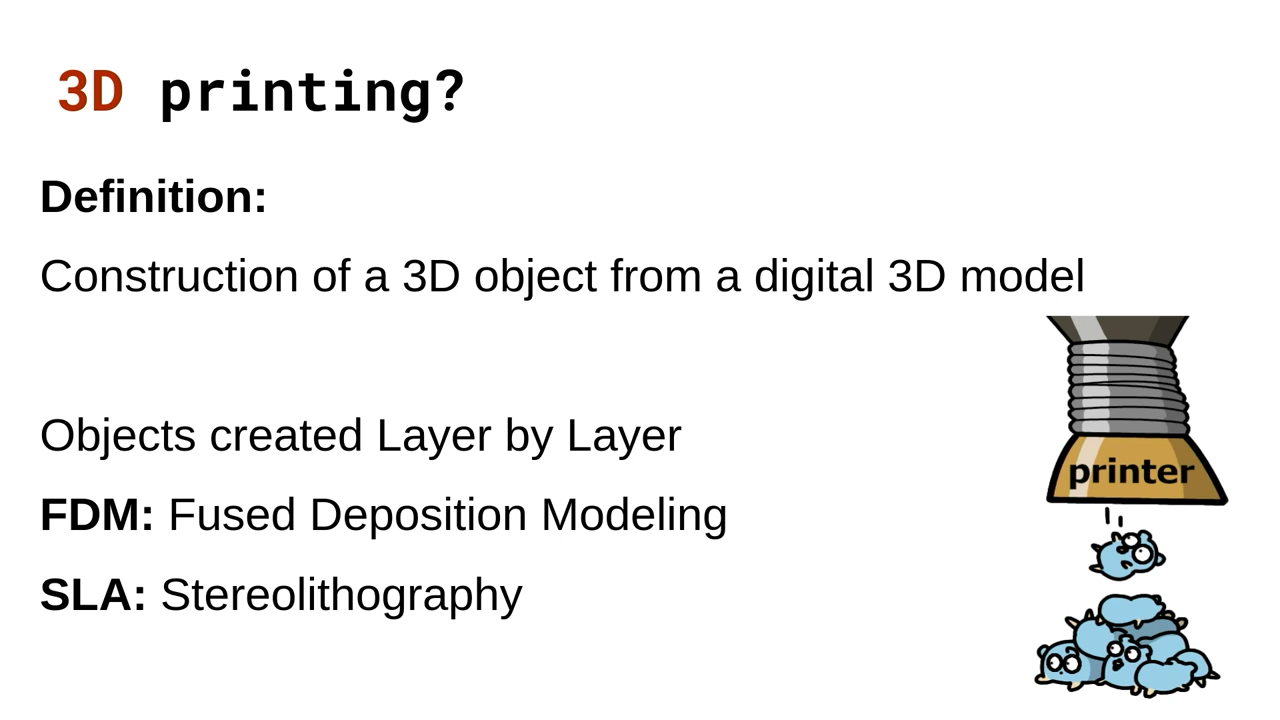 3D printing?
Definition:
Construction of a 3D object from a digital 3D model
Objects created Layer by Layer
printer
FDM: Fused Deposition Modeling
SLA: Stereolithography